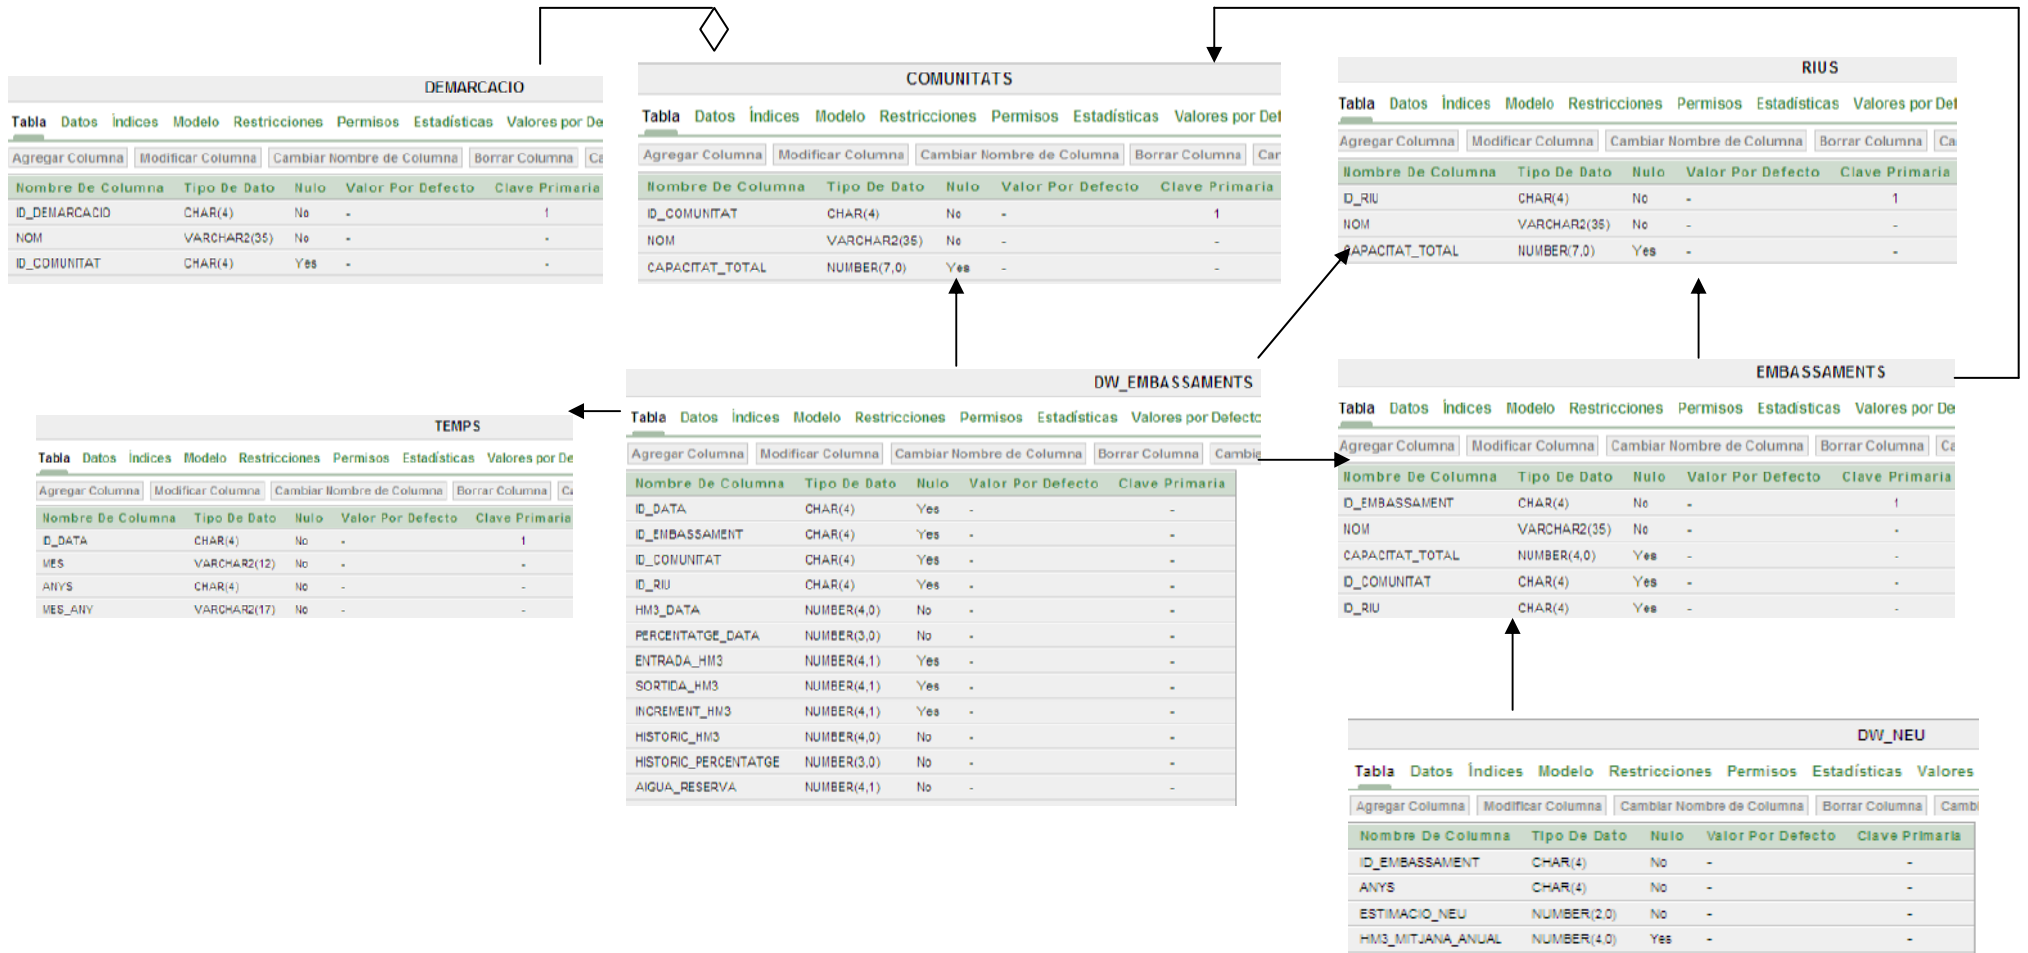 DEMARCACIO
Tabla Datos Índices Modelo Restricciones Permisos Estadísticas Valores por De
Agregar Columna Modificar Columna Cambiar Nombre de Columna Borrar Columna Ca
Nombre De Columna Tipo De Dato Nulo Valor Por Defecto Clave Primaria
ID_DEMARCACIO CHAR(4) No - 1
NOM VARCHAR2(35) No - -
ID_COMUNITAT CHAR(4) Yes - -
COMUNITATS
Tabla Datos Índices Modelo Restricciones Permisos Estadísticas Valores por Def
Agregar Columna Modificar Columna Cambiar Nombre de Columna Borrar Columna Car
Nombre De Columna Tipo De Dato Nulo Valor Por Defecto Clave Primaria
ID_COMUNITAT CHAR(4) No - 1
NOM VARCHAR2(35) No - -
CAPACITAT_TOTAL NUMBER(7,0) Yes - -
RIUS
Tabla Datos Índices Modelo Restricciones Permisos Estadísticas Valores por Def
Agregar Columna Modificar Columna Cambiar Nombre de Columna Borrar Columna Ca
Nombre De Columna Tipo De Dato Nulo Valor Por Defecto Clave Primaria
ID_RIU CHAR(4) No - 1
NOM VARCHAR2(35) No - -
CAPACITAT_TOTAL NUMBER(7,0) Yes - -
TEMPS
Tabla Datos Índices Modelo Restricciones Permisos Estadísticas Valores por De
Agregar Columna Modificar Columna Cambiar Nombre de Columna Borrar Columna Ca
Nombre De Columna Tipo De Dato Nulo Valor Por Defecto Clave Primaria
ID_DATA CHAR(4) No - 1
MES VARCHAR2(12) No - -
ANYS CHAR(4) No - -
MES_ANY VARCHAR2(17) No - -
DW_EMBASSAMENTS
Tabla Datos Índices Modelo Restricciones Permisos Estadísticas Valores por Defecto
Agregar Columna Modificar Columna Cambiar Nombre de Columna Borrar Columna Cambia
Nombre De Columna Tipo De Dato Nulo Valor Por Defecto Clave Primaria
ID_DATA CHAR(4) Yes - -
ID_EMBASSAMENT CHAR(4) Yes - -
ID_COMUNITAT CHAR(4) Yes - -
ID_RIU CHAR(4) Yes - -
HM3_DATA NUMBER(4,0) No - -
PERCENTATGE_DATA NUMBER(3,0) No - -
ENTRADA_HM3 NUMBER(4,1) Yes - -
SORTIDA_HM3 NUMBER(4,1) Yes - -
INCREMENT_HM3 NUMBER(4,1) Yes - -
HISTORIC_HM3 NUMBER(4,0) No - -
HISTORIC_PERCENTATGE NUMBER(3,0) No - -
AIGUA_RESERVA NUMBER(4,1) No - -
EMBASSAMENTS
Tabla Datos Índices Modelo Restricciones Permisos Estadísticas Valores por De
Agregar Columna Modificar Columna Cambiar Nombre de Columna Borrar Columna Ca
Nombre De Columna Tipo De Dato Nulo Valor Por Defecto Clave Primaria
ID_EMBASSAMENT CHAR(4) No - 1
NOM VARCHAR2(35) No - -
CAPACITAT_TOTAL NUMBER(4,0) Yes - -
ID_COMUNITAT CHAR(4) Yes - -
ID_RIU CHAR(4) Yes - -
DW_NEU
Tabla Datos Índices Modelo Restricciones Permisos Estadísticas Valores
Agregar Columna Modificar Columna Cambiar Nombre de Columna Borrar Columna Cambi
Nombre De Columna Tipo De Dato Nulo Valor Por Defecto Clave Primaria
ID_EMBASSAMENT CHAR(4) No - -
ANYS CHAR(4) No - -
ESTIMACIO_NEU NUMBER(2,0) No - -
HM3_MITJANA_ANUAL NUMBER(4,0) Yes - -